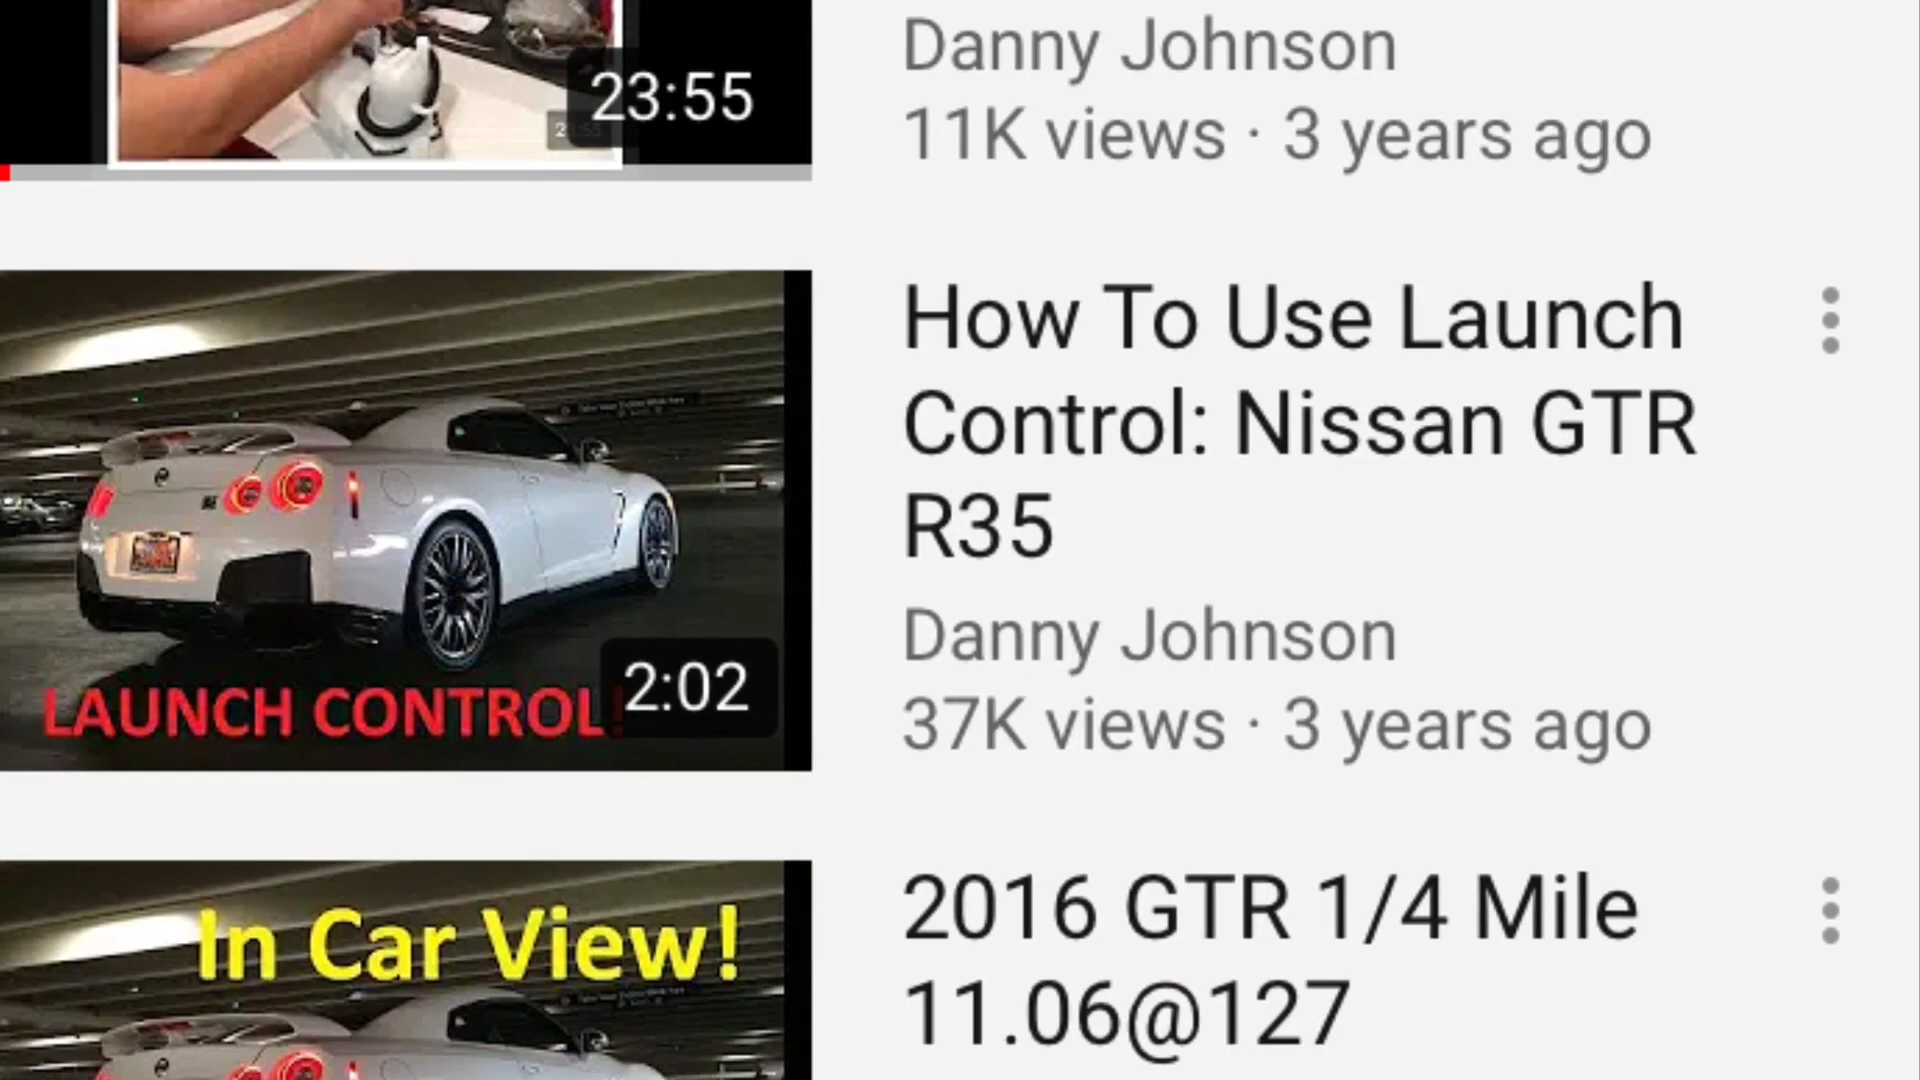 Danny Johnson
23:55
11K views · 3 years ago
How To Use Launch
Control: Nissan GTR
R35
Danny Johnson
2:02
LAUNCH CONTROL!
37K views · 3 years ago
2016 GTR 1/4 Mile
In Car View!
11.06@127